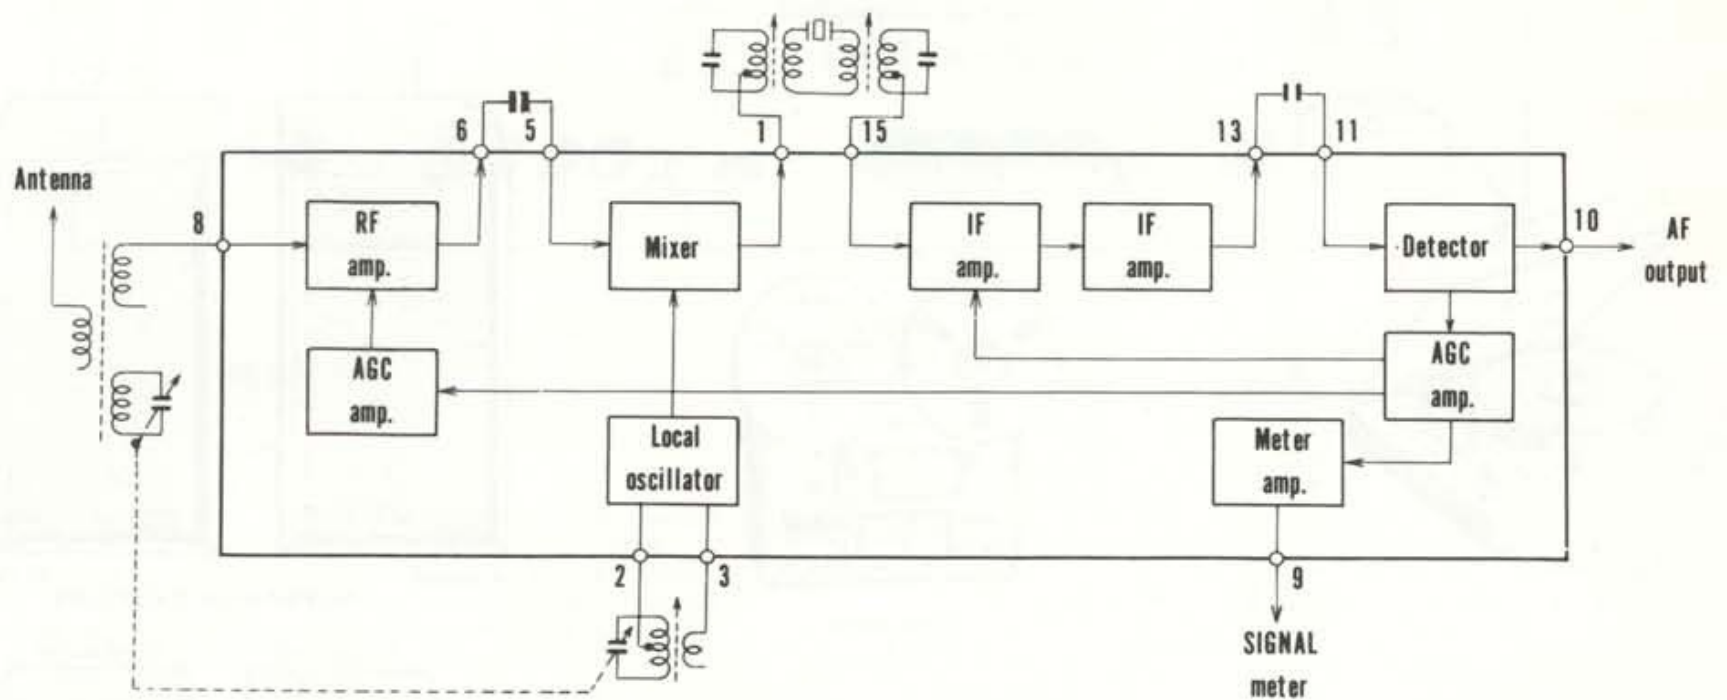 6
5
1
15
13
11
Antenna
8
RF
amp.
Mixer
IF
amp.
IF
amp.
Detector
10
AF
output
AGC
amp.
AGC
amp.
Local
oscillator
Meter
amp.
2
3
9
SIGNAL
meter